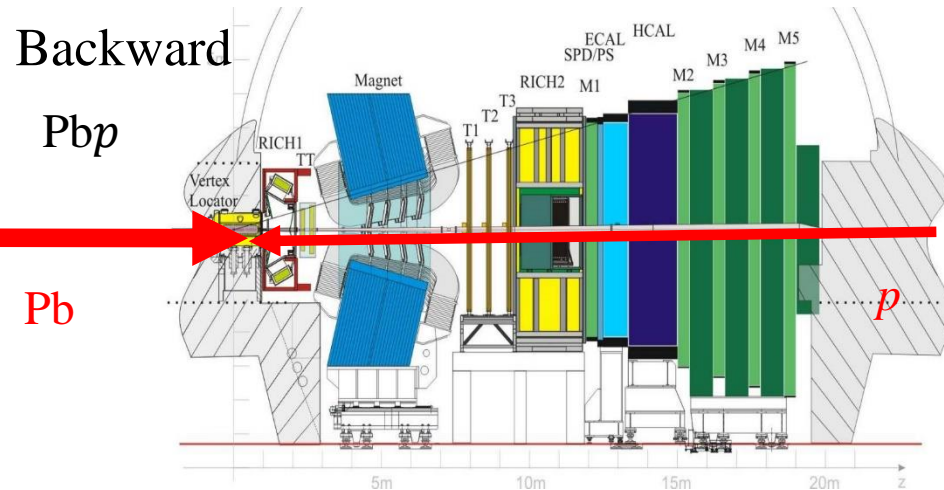 Backward
Pbp
Pb
p
Vertex
Locator
RICH1
TT
Magnet
T1
T2
T3
RICH2
SPD/PS
M1
ECAL
HCAL
M2
M3
M4
M5
5m
10m
15m
20m
z